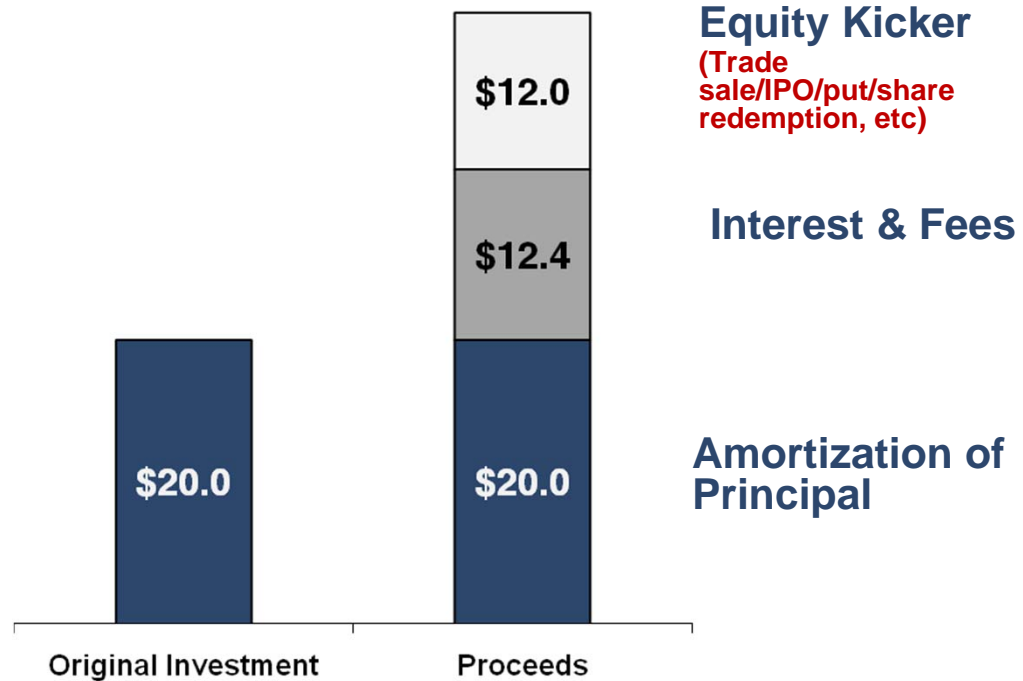 Equity Kicker
(Trade
sale/IPO/put/share
redemption, etc)
$12.0
Interest & Fees
$12.4
Amortization of
Principal
$20.0
$20.0
Original Investment
Proceeds